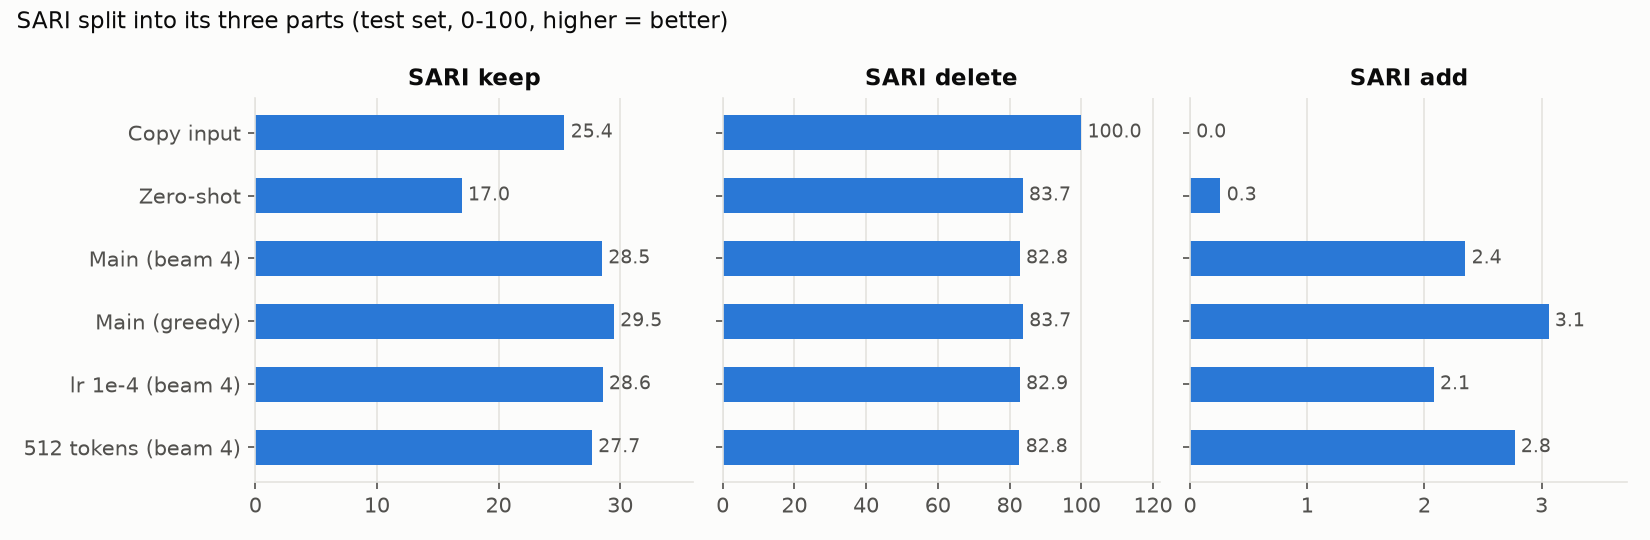 SARI split into its three parts (test set, 0-100, higher = better)
SARI keep
SARI delete
SARI add
Copy input
25.4
100.0
0.0
Zero-shot
17.0
83.7
0.3
Main (beam 4)
28.5
82.8
2.4
Main (greedy)
29.5
83.7
3.1
lr 1e-4 (beam 4)
28.6
82.9
2.1
512 tokens (beam 4)
27.7
82.8
2.8
0 10 20 30
0 20 40 60 80 100 120
0 1 2 3